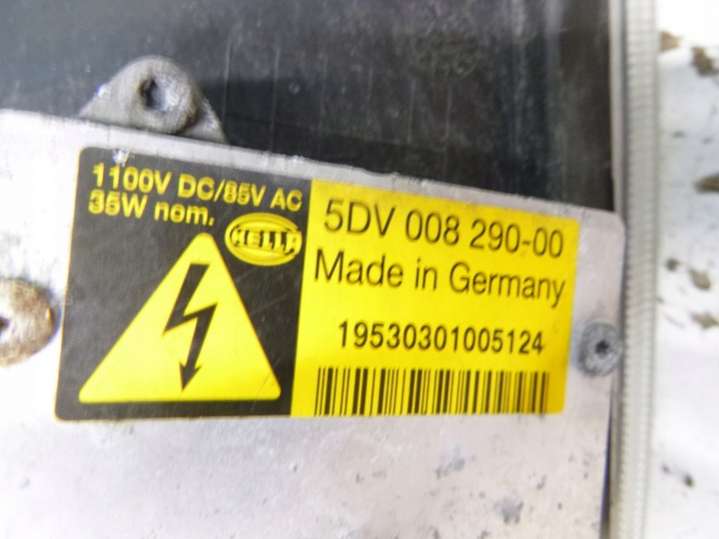 1100V DC/85V AC
35W nom.
HELLA
5DV 008 290-00
Made in Germany
19530301005124